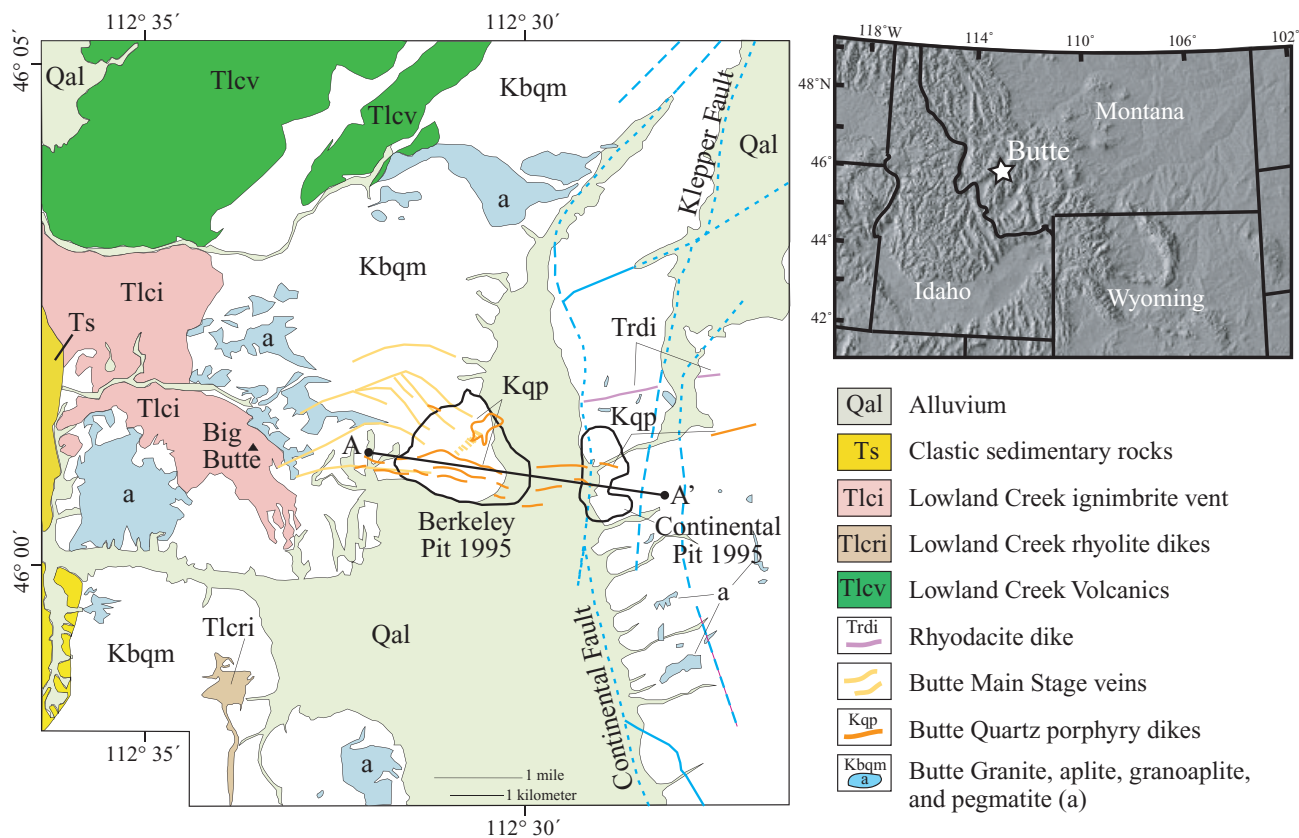 112° 35´
112° 30´
46° 05´
Qal
Tlcv
Tlcv
Kbqm
Klepper Fault
Qal
a
Kbqm
Tlci
Ts
a
Trdi
Kqp
Kqp
Tlci
Big
Butte
A
A’
a
Berkeley
Pit 1995
Continental
Pit 1995
46° 00´
a
Tlcri
Qal
Kbqm
Continental Fault
112° 35´
a
1 mile
1 kilometer
112° 30´
118°W
114°
110°
106°
102°
48°N
46°
44°
42°
Montana
Butte
Idaho
Wyoming
Qal Alluvium
Ts Clastic sedimentary rocks
Tlci Lowland Creek ignimbrite vent
Tlcri Lowland Creek rhyolite dikes
Tlcv Lowland Creek Volcanics
Trdi Rhyodacite dike
Butte Main Stage veins
Kqp Butte Quartz porphyry dikes
Kbqm
a
Butte Granite, aplite, granoaplite,
and pegmatite (a)